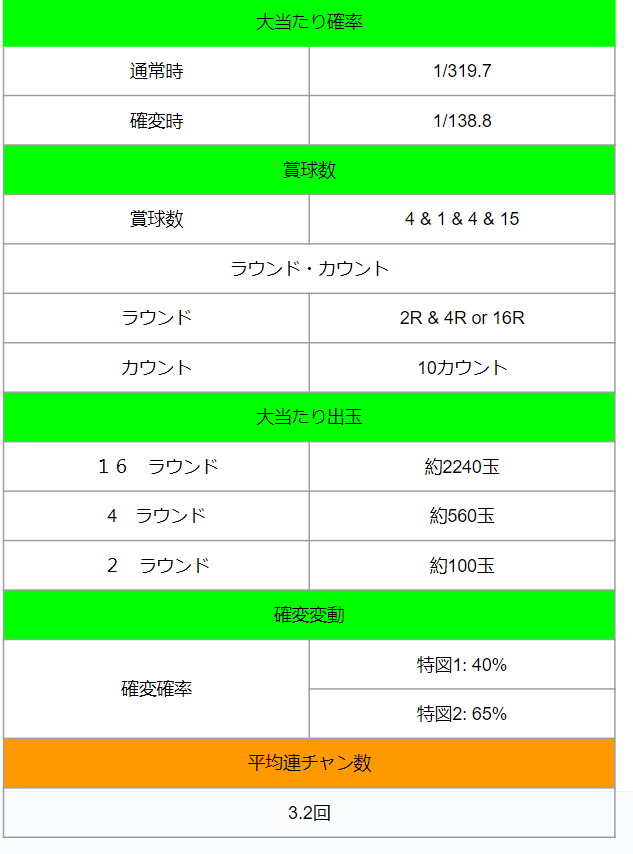 大当たり確率
通常時 1/319.7
確変時 1/138.8
賞球数
賞球数 4 & 1 & 4 & 15
ラウンド・カウント
ラウンド 2R & 4R or 16R
カウント 10カウント
大当たり出玉
１６　ラウンド 約2240玉
4　ラウンド 約560玉
２　ラウンド 約100玉
確変変動
確変確率 特図1: 40%
特図2: 65%
平均連チャン数
3.2回